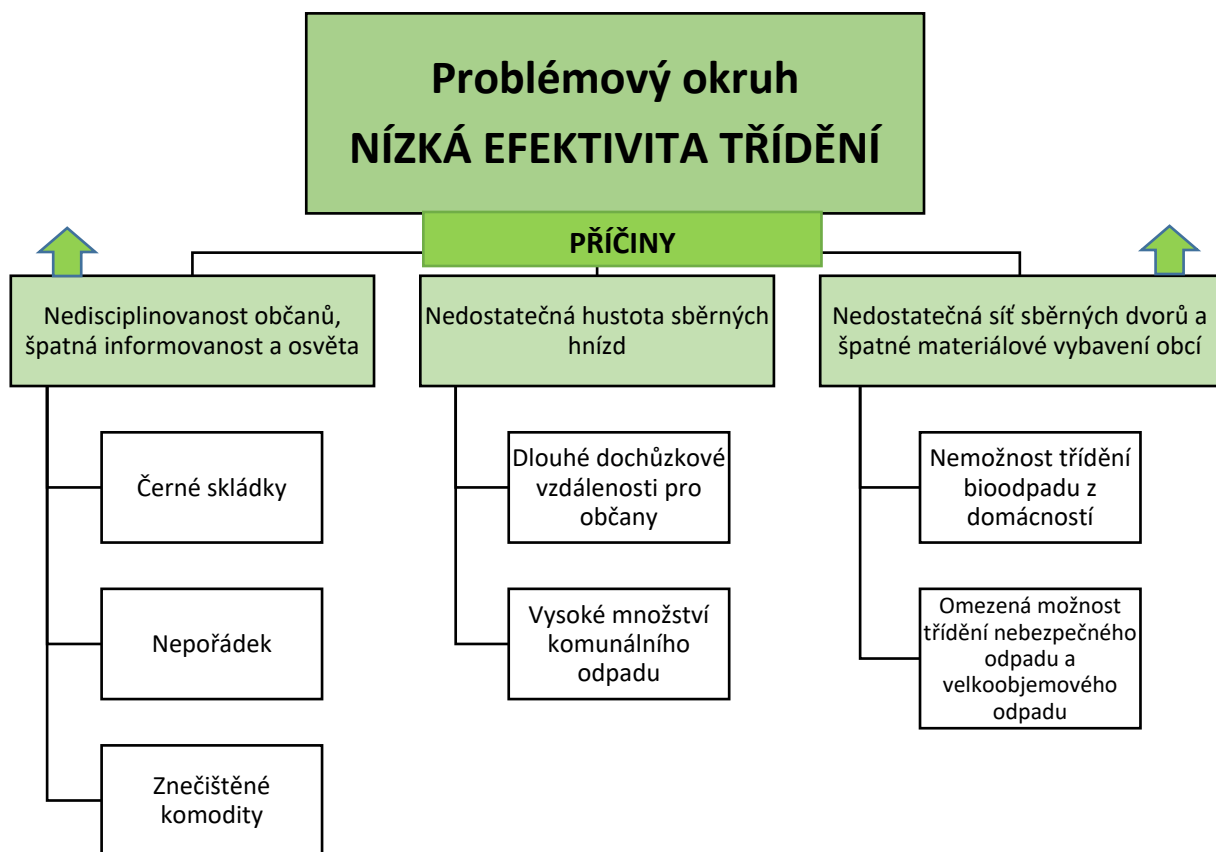 Problémový okruh
NÍZKÁ EFEKTIVITA TŘÍDĚNÍ
PŘÍČINY
Nedisciplinovanost občanů,
špatná informovanost a osvěta
Černé skládky
Nepořádek
Znečištěné
komodity
Nedostatečná hustota sběrných
hnízd
Dlouhé dochůzkové
vzdálenosti pro
občany
Vysoké množství
komunálního
odpadu
Nedostatečná síť sběrných dvorů a
špatné materiálové vybavení obcí
Nemožnost třídění
bioodpadu z
domácností
Omezená možnost
třídění nebezpečného
odpadu a
velkoobjemového
odpadu